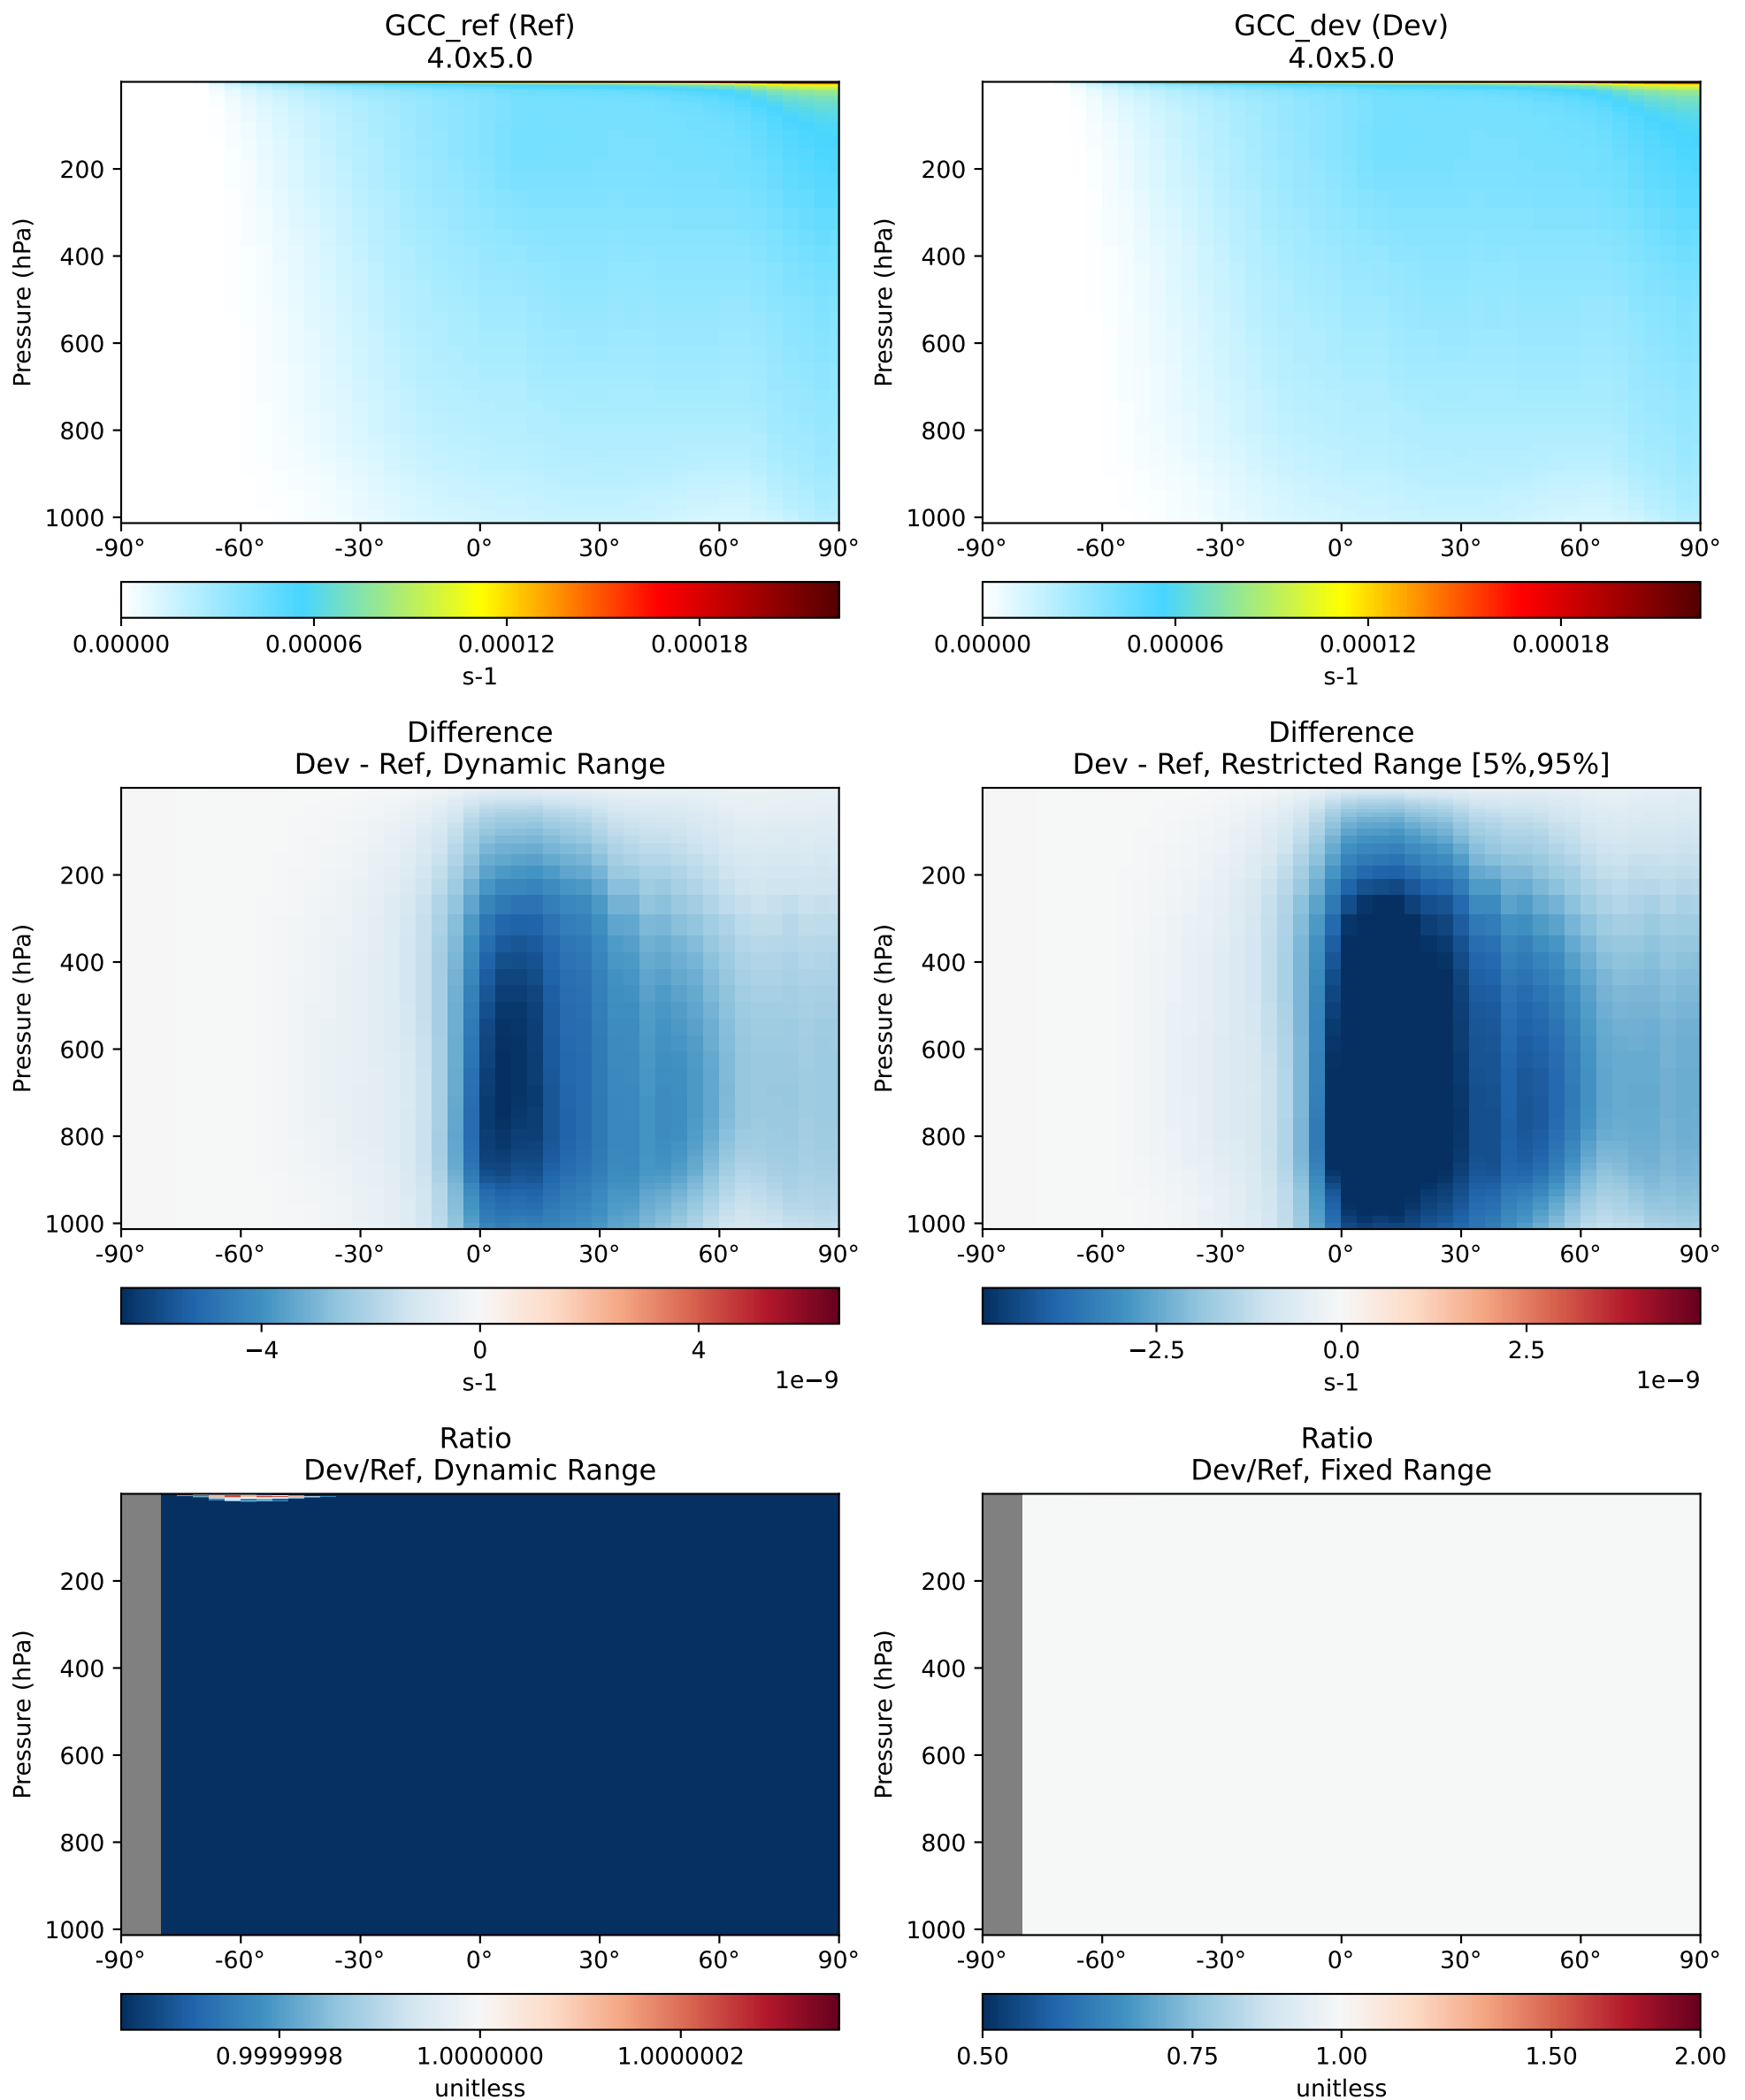 GCC_ref (Ref)
4.0x5.0
Pressure (hPa)
200
400
600
800
1000
-90° -60° -30° 0° 30° 60° 90°
0.00000 0.00006 0.00012 0.00018
s-1
GCC_dev (Dev)
4.0x5.0
Pressure (hPa)
200
400
600
800
1000
-90° -60° -30° 0° 30° 60° 90°
0.00000 0.00006 0.00012 0.00018
s-1
Difference
Dev - Ref, Dynamic Range
Pressure (hPa)
200
400
600
800
1000
-90° -60° -30° 0° 30° 60° 90°
−4 0 4
s-1 1e−9
Difference
Dev - Ref, Restricted Range [5%,95%]
Pressure (hPa)
200
400
600
800
1000
-90° -60° -30° 0° 30° 60° 90°
−2.5 0.0 2.5
s-1 1e−9
Ratio
Dev/Ref, Dynamic Range
Pressure (hPa)
200
400
600
800
1000
-90° -60° -30° 0° 30° 60° 90°
0.9999998 1.0000000 1.0000002
unitless
Ratio
Dev/Ref, Fixed Range
Pressure (hPa)
200
400
600
800
1000
-90° -60° -30° 0° 30° 60° 90°
0.50 0.75 1.00 1.50 2.00
unitless